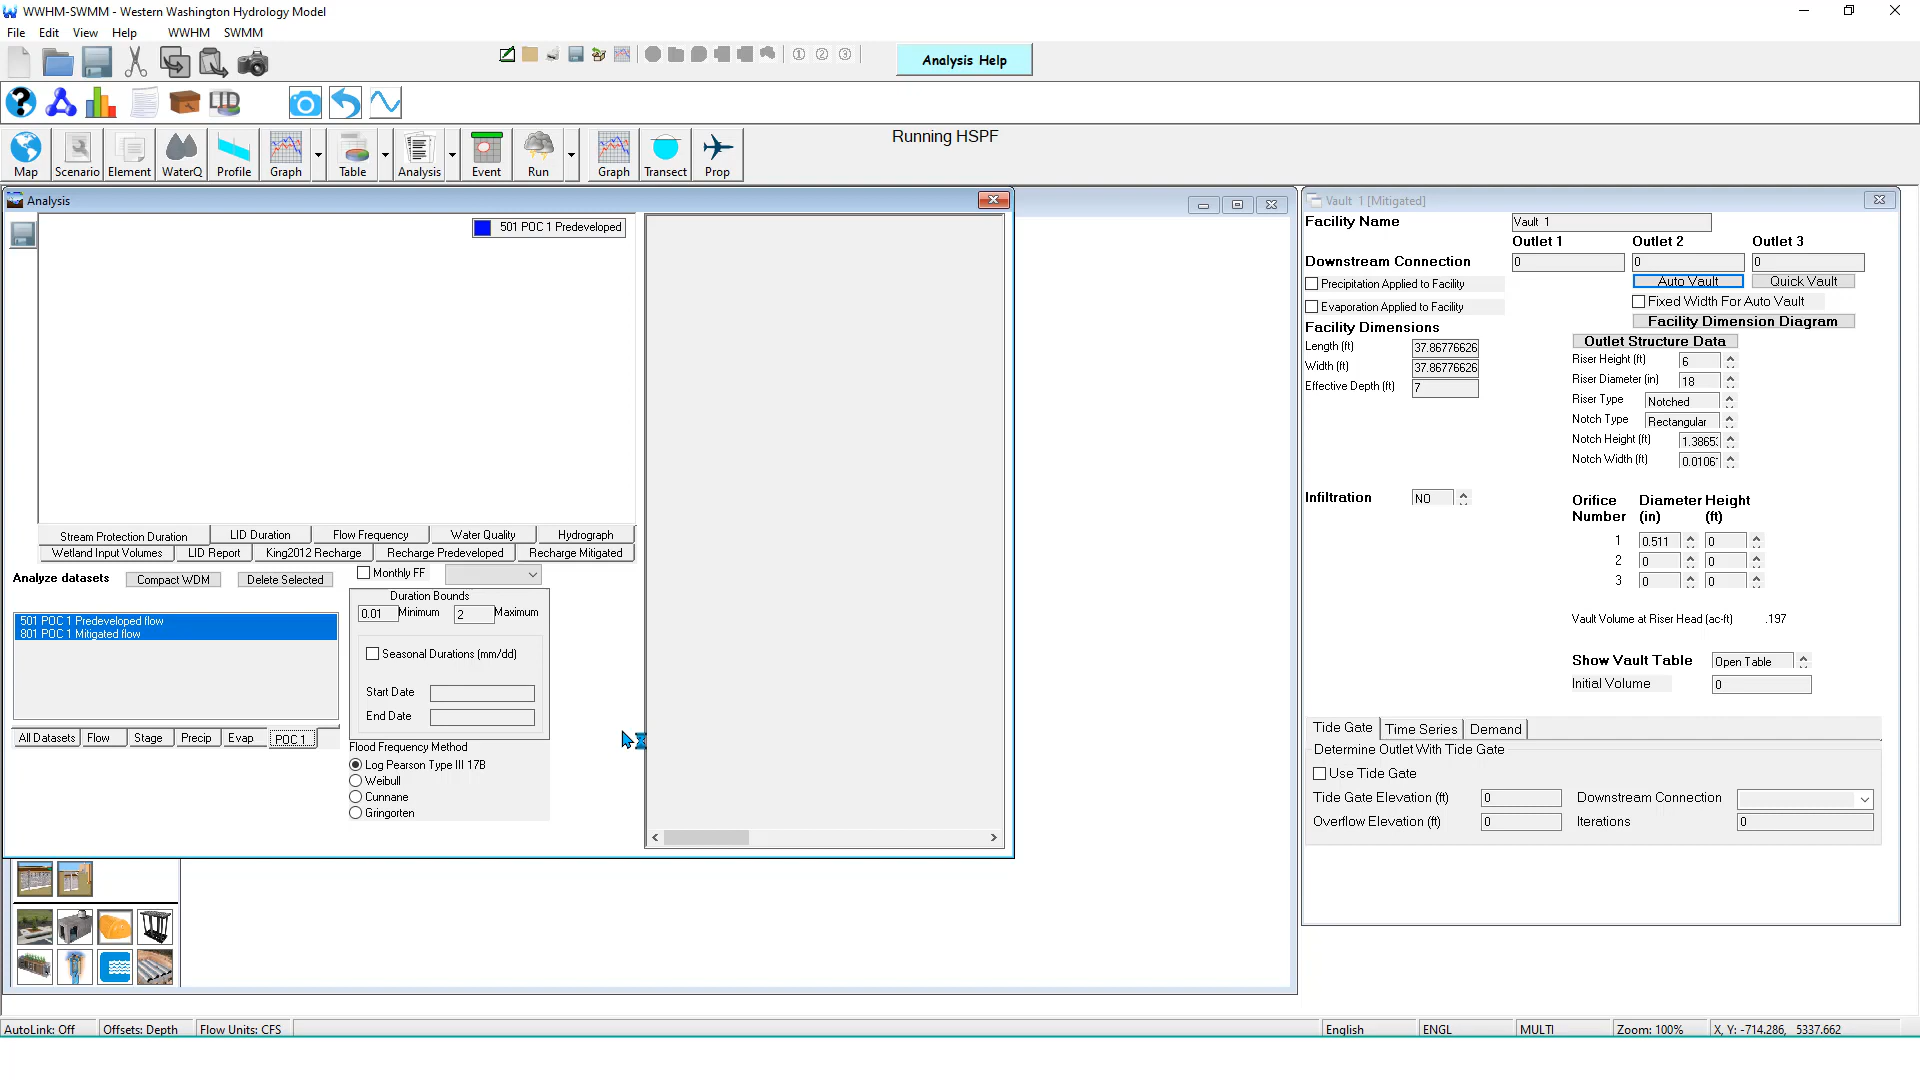 WWHM-SWMM - Western Washington Hydrology Model
File Edit View Help WWHM SWMM
Analysis Help
LID
Running HSPF
Map Scenario Element WaterQ Profile Graph Table Analysis Event Run Graph Transect Prop
Analysis
501 POC 1 Predeveloped
Stream Protection Duration LID Duration Flow Frequency Water Quality Hydrograph
Wetland Input Volumes LID Report King2012 Recharge Recharge Predeveloped Recharge Mitigated
Analyze datasets Compact WDM Delete Selected Monthly FF
Duration Bounds
0.01 Minimum 2 Maximum
501 POC 1 Predeveloped flow
801 POC 1 Mitigated flow
Seasonal Durations (mm/dd)
Start Date
End Date
All Datasets Flow Stage Precip Evap POC 1
Flood Frequency Method
Log Pearson Type III 17B
Weibull
Cunnane
Gringorten
Vault 1 [Mitigated]
Facility Name Vault 1
Outlet 1 Outlet 2 Outlet 3
Downstream Connection 0 0 0
Precipitation Applied to Facility Auto Vault Quick Vault
Evaporation Applied to Facility Fixed Width For Auto Vault
Facility Dimensions Facility Dimension Diagram
Length (ft) 37.86776626
Width (ft) 37.86776626
Effective Depth (ft) 7
Outlet Structure Data
Riser Height (ft) 6
Riser Diameter (in) 18
Riser Type Notched
Notch Type Rectangular
Notch Height (ft)
Notch Width (ft)
Infiltration NO
Orifice Diameter Height
Number (in) (ft)
1 0.511 0
2 0 0
3 0 0
Vault Volume at Riser Head (ac-ft) .197
Show Vault Table Open Table
Initial Volume 0
Tide Gate Time Series Demand
Determine Outlet With Tide Gate
Use Tide Gate
Tide Gate Elevation (ft) 0 Downstream Connection
Overflow Elevation (ft) 0 Iterations 0
AutoLink: Off Offsets: Depth Flow Units: CFS English ENGL MULTI Zoom: 100% X, Y: -714.286, 5337.662